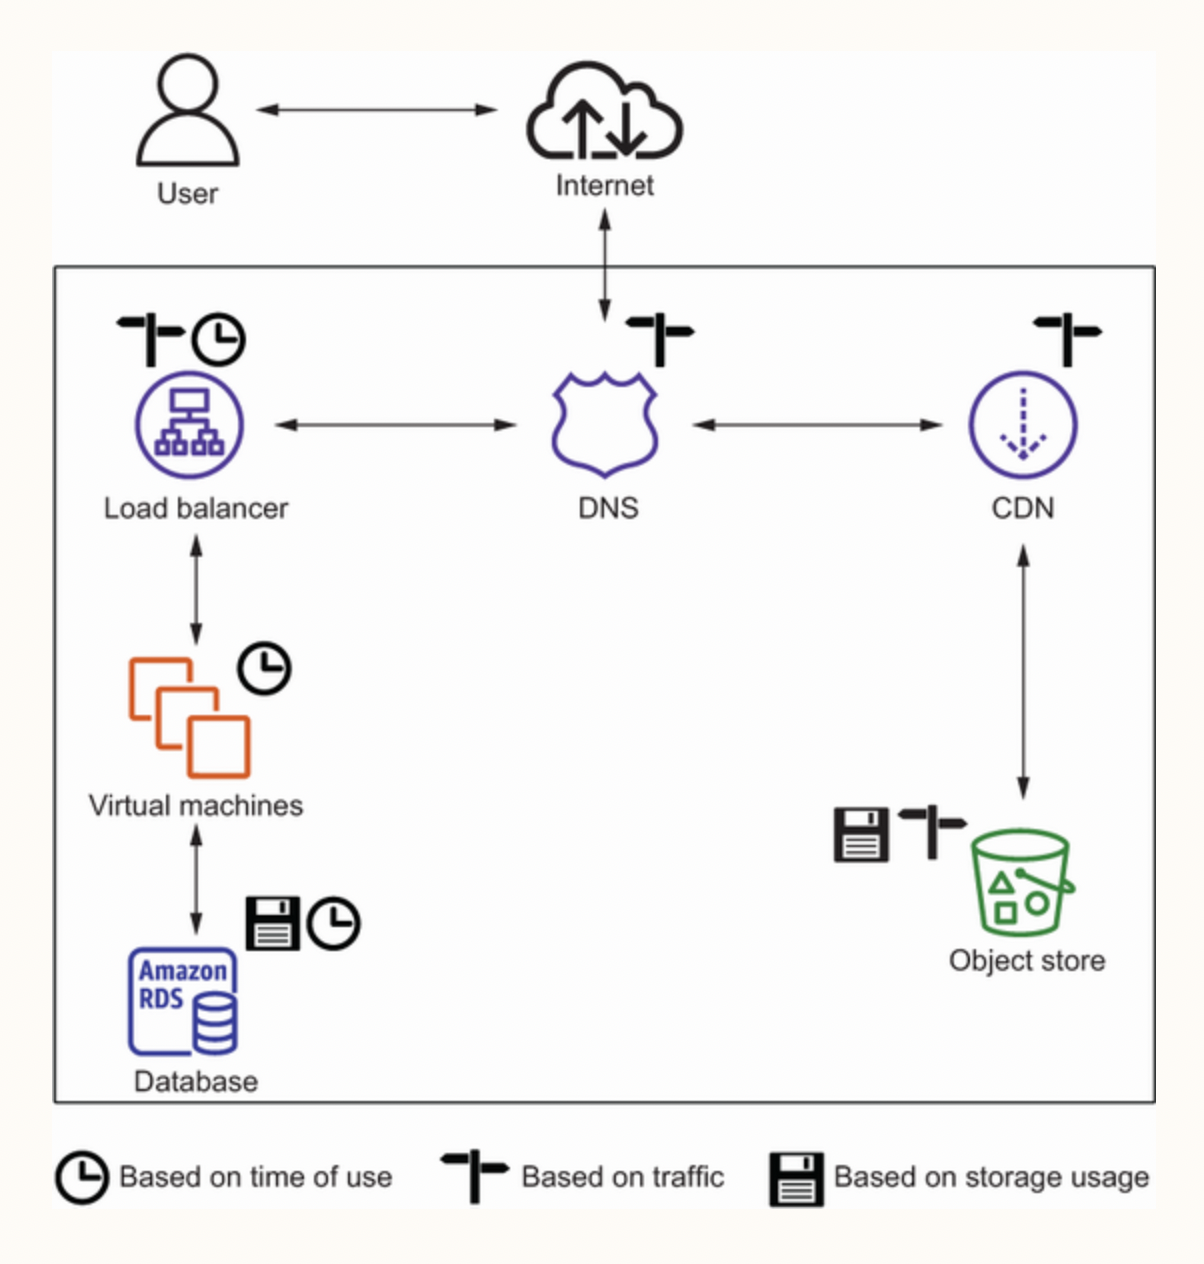 User
Internet
Load balancer
DNS
CDN
Virtual machines
Amazon
RDS
Database
Object store
Based on time of use
Based on traffic
Based on storage usage